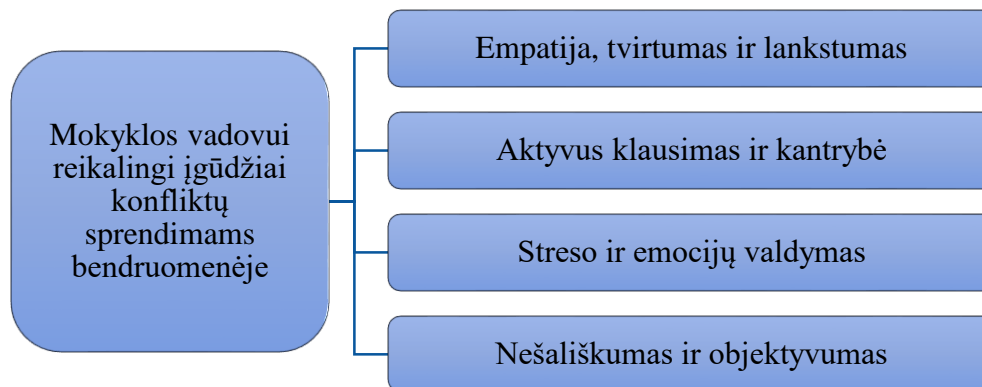 Mokyklos vadovui
reikalingi įgūdžiai
konfliktų
sprendimams
bendruomenėje
Empatija, tvirtumas ir lankstumas
Aktyvus klausimas ir kantrybė
Streso ir emocijų valdymas
Nešališkumas ir objektyvumas